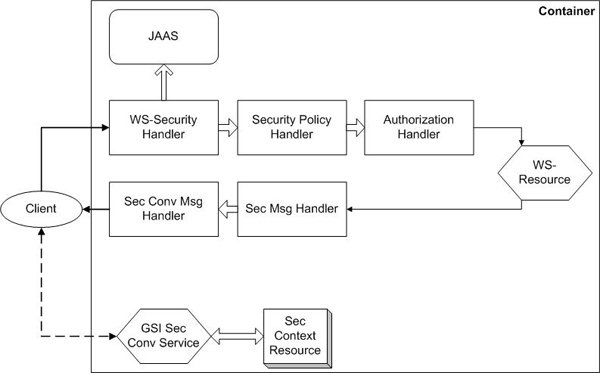 Container
JAAS
WS-Security
Handler
Security Policy
Handler
Authorization
Handler
WS-
Resource
Client
Sec Conv Msg
Handler
Sec Msg Handler
GSI Sec
Conv Service
Sec
Context
Resource